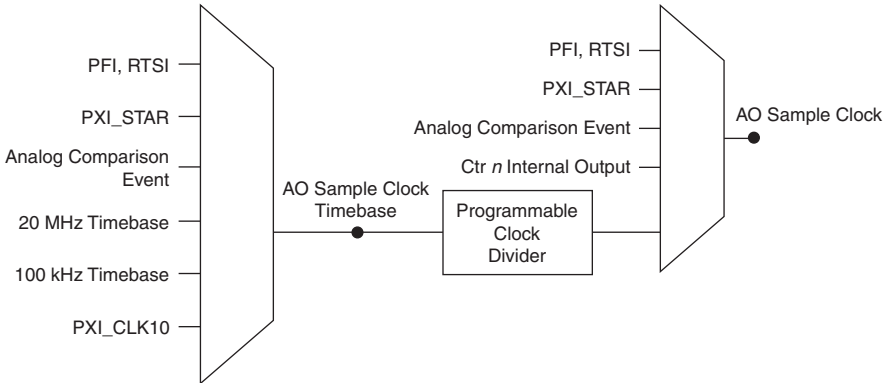 PFI, RTSI
PXI_STAR
Analog Comparison
Event
20 MHz Timebase
100 kHz Timebase
PXI_CLK10
AO Sample Clock
Timebase
Programmable
Clock
Divider
PFI, RTSI
PXI_STAR
Analog Comparison Event
Ctr n Internal Output
AO Sample Clock